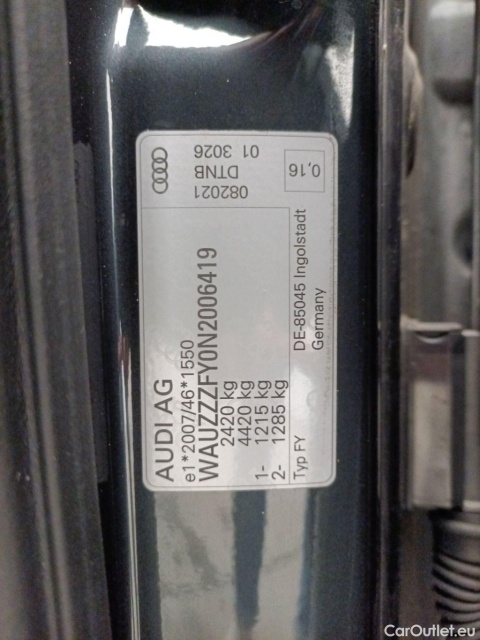 AUDI AG
e1*2007/46*1550
WAUZZZFY0N2006419
2420 kg
4420 kg
1- 1215 kg
2- 1285 kg
Typ FY
DE-85045 Ingolstadt
Germany
082021
DTNB
01 3026
0,16
CarOutlet.eu